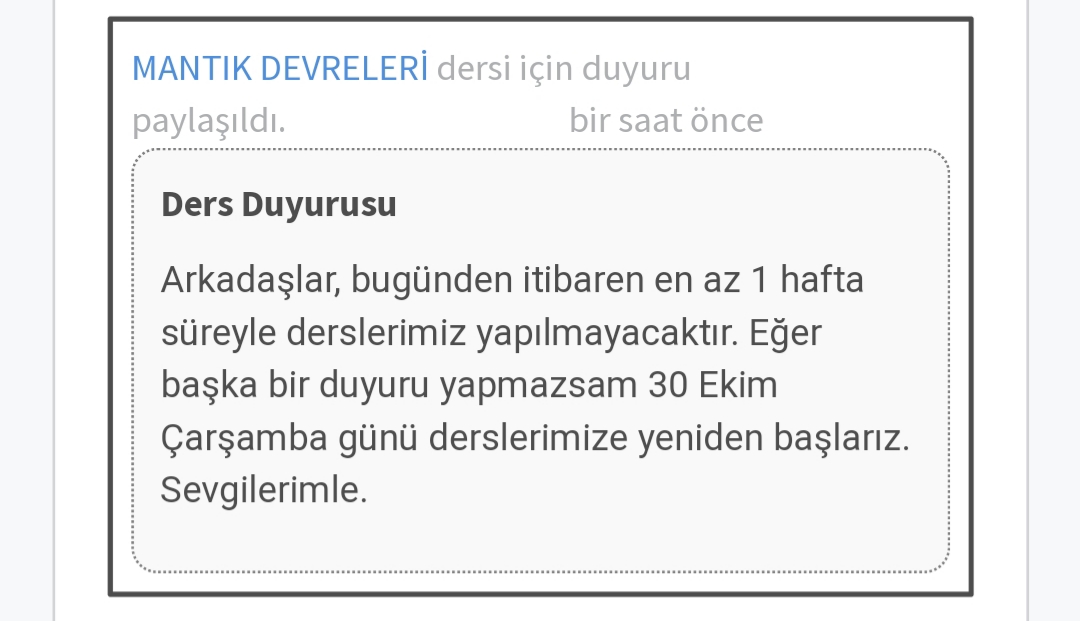 MANTIK DEVRELERİ dersi için duyuru
paylaşıldı. bir saat önce
Ders Duyurusu
Arkadaşlar, bugünden itibaren en az 1 hafta
süreyle derslerimiz yapılmayacaktır. Eğer
başka bir duyuru yapmazsam 30 Ekim
Çarşamba günü derslerimize yeniden başlarız.
Sevgilerimle.